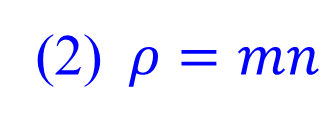 (2) ρ = mn